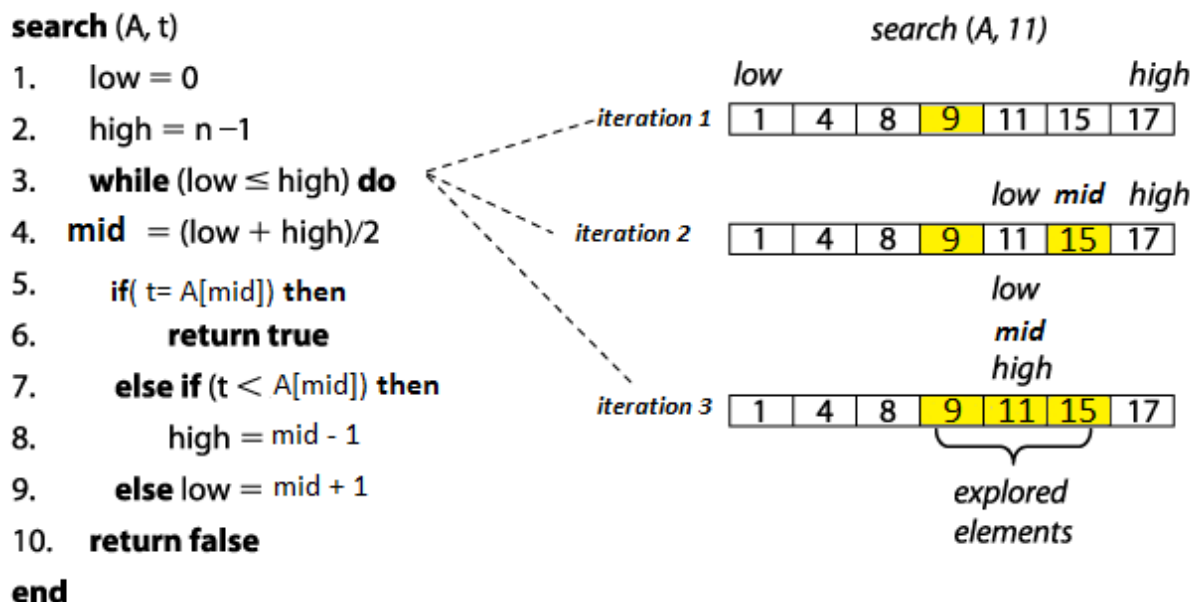 search (A, t)
1. low = 0
2. high = n –1
3. while (low ≤ high) do
4. mid = (low + high)/2
5. if( t= A[mid]) then
6. return true
7. else if (t < A[mid]) then
8. high = mid - 1
9. else low = mid + 1
10. return false
end
search (A, 11)
low high
iteration 1 1 4 8 9 11 15 17
low mid high
iteration 2 1 4 8 9 11 15 17
low
mid
high
iteration 3 1 4 8 9 11 15 17
explored
elements